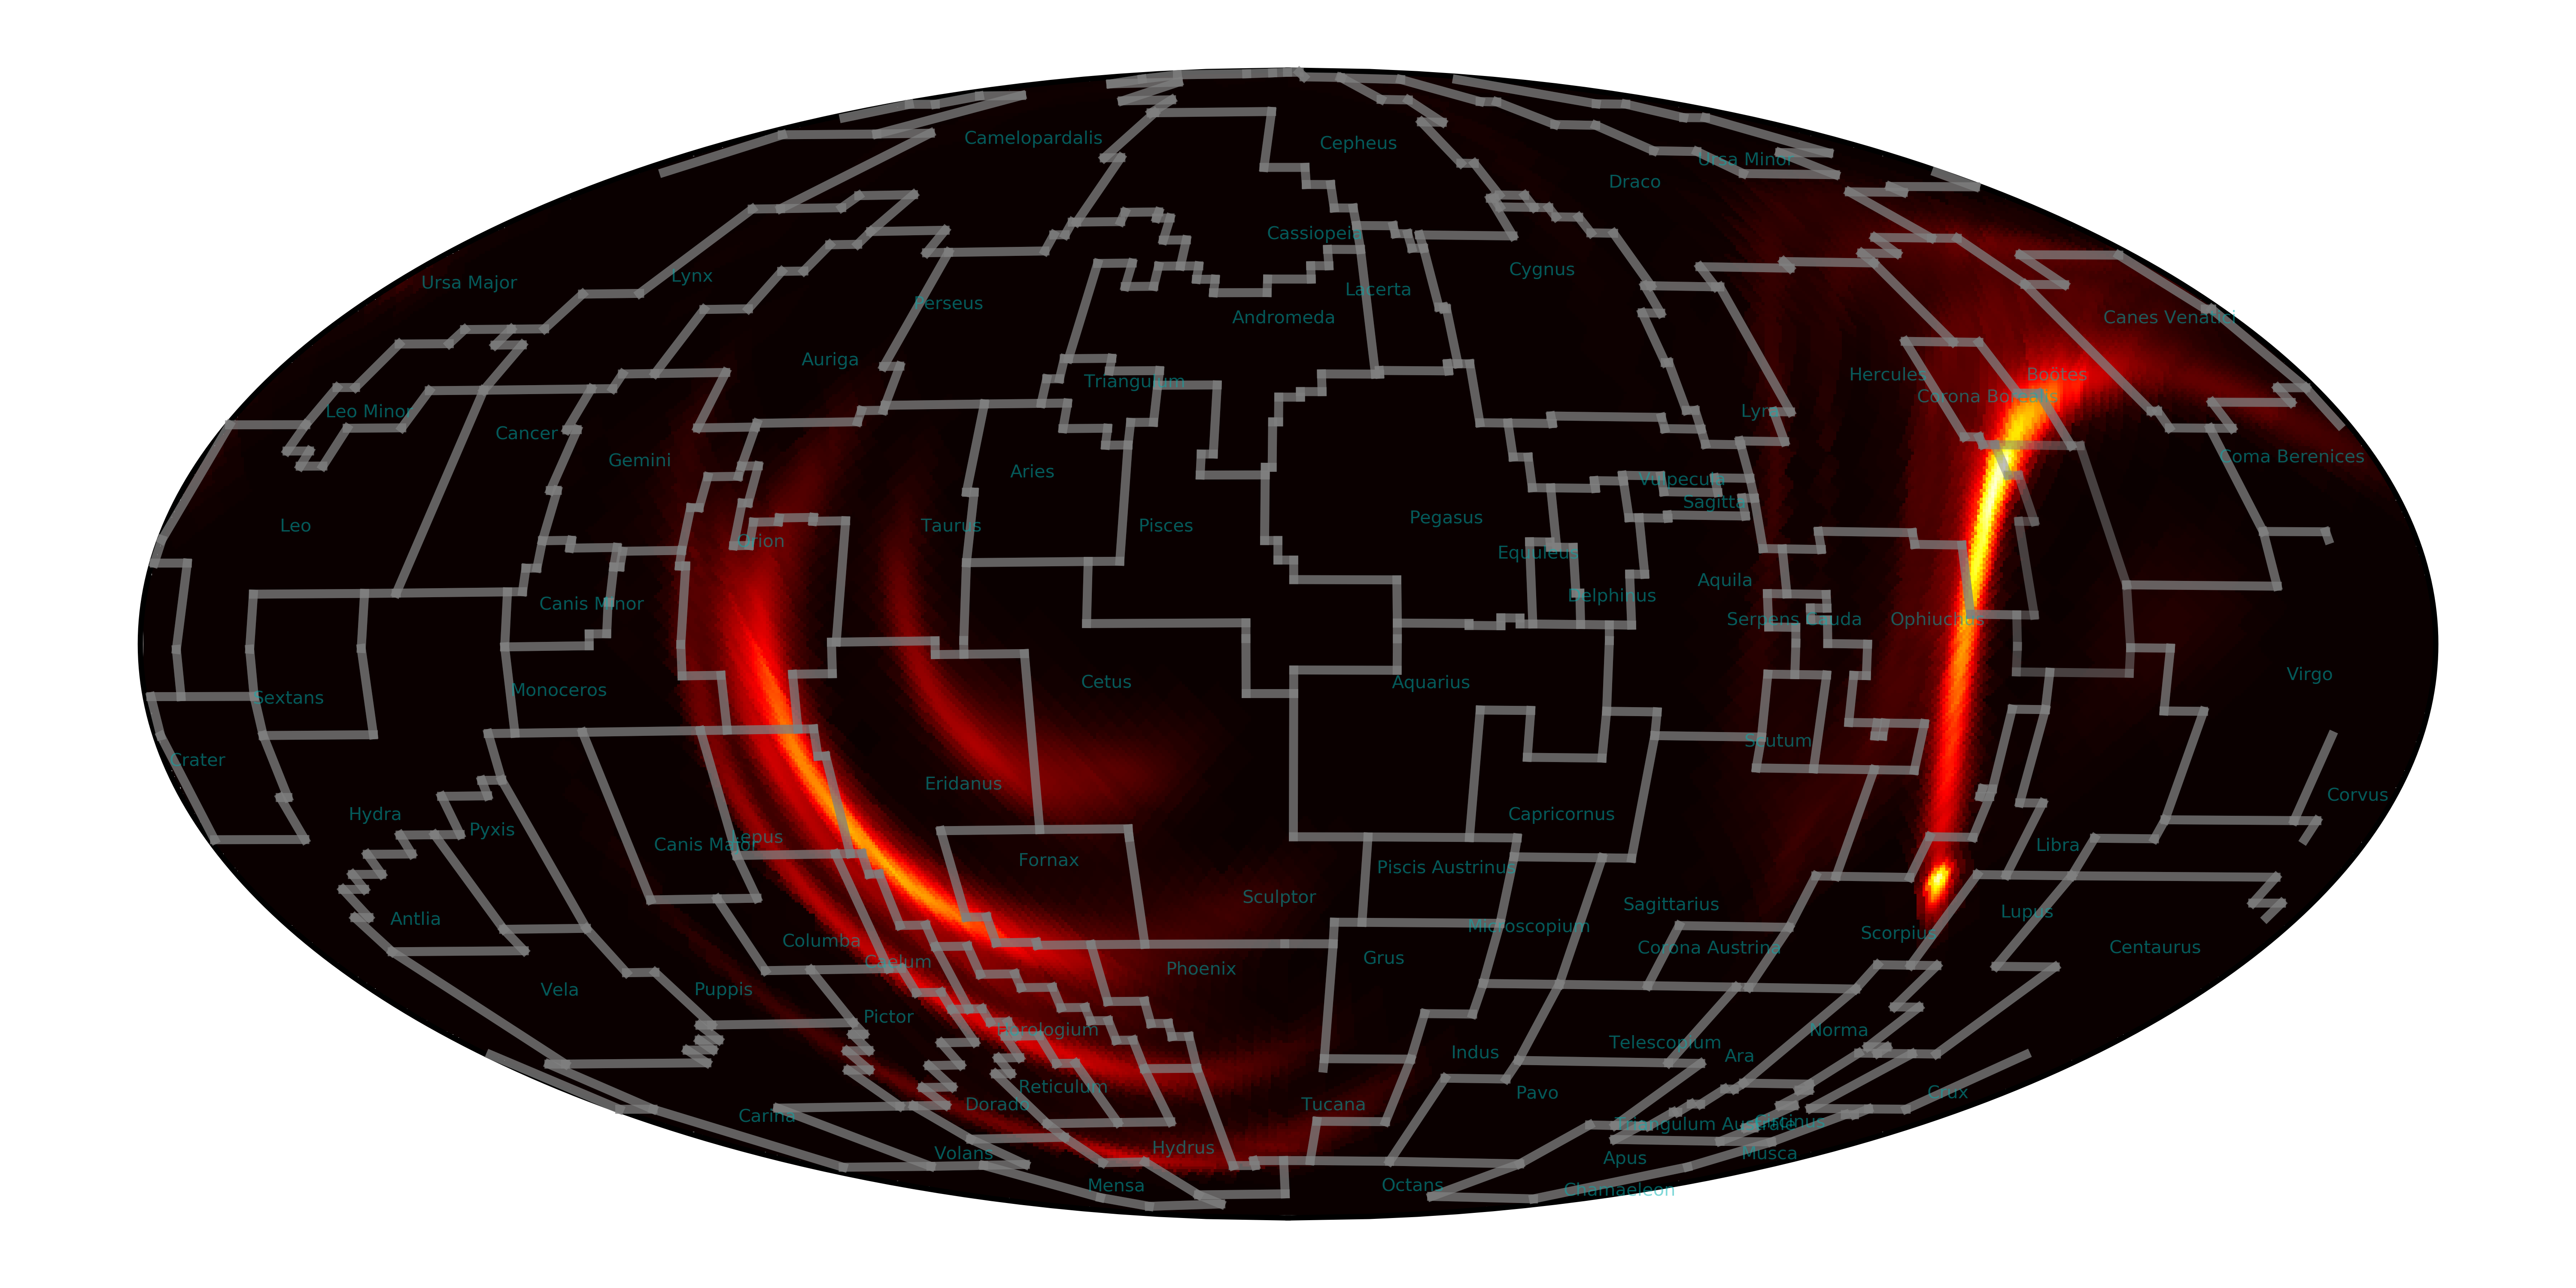 Camelopardalis
Cepheus
Ursa Minor
Draco
Cassiopeia
Cygnus
Lynx
Ursa Major
Lacerta
Perseus
Andromeda
Canes Venatici
Auriga
Triangulum
Hercules
Boötes
Corona Borealis
Leo Minor
Lyra
Cancer
Gemini
Coma Berenices
Aries
Vulpecula
Sagitta
Pegasus
Leo
Taurus
Pisces
Orion
Equuleus
Aquila
Delphinus
Canis Minor
Serpens Cauda
Ophiuchus
Virgo
Cetus
Aquarius
Monoceros
Sextans
Scutum
Crater
Eridanus
Corvus
Hydra
Capricornus
Pyxis
Lepus
Canis Major
Libra
Fornax
Piscis Austrinus
Sculptor
Sagittarius
Lupus
Antlia
Microscopium
Scorpius
Columba
Corona Austrina
Centaurus
Grus
Caelum
Phoenix
Vela
Puppis
Pictor
Horologium
Norma
Telescopium
Indus
Ara
Reticulum
Pavo
Crux
Dorado
Tucana
Carina
Triangulum Australe
Circinus
Hydrus
Volans
Musca
Apus
Mensa
Octans
Chamaeleon